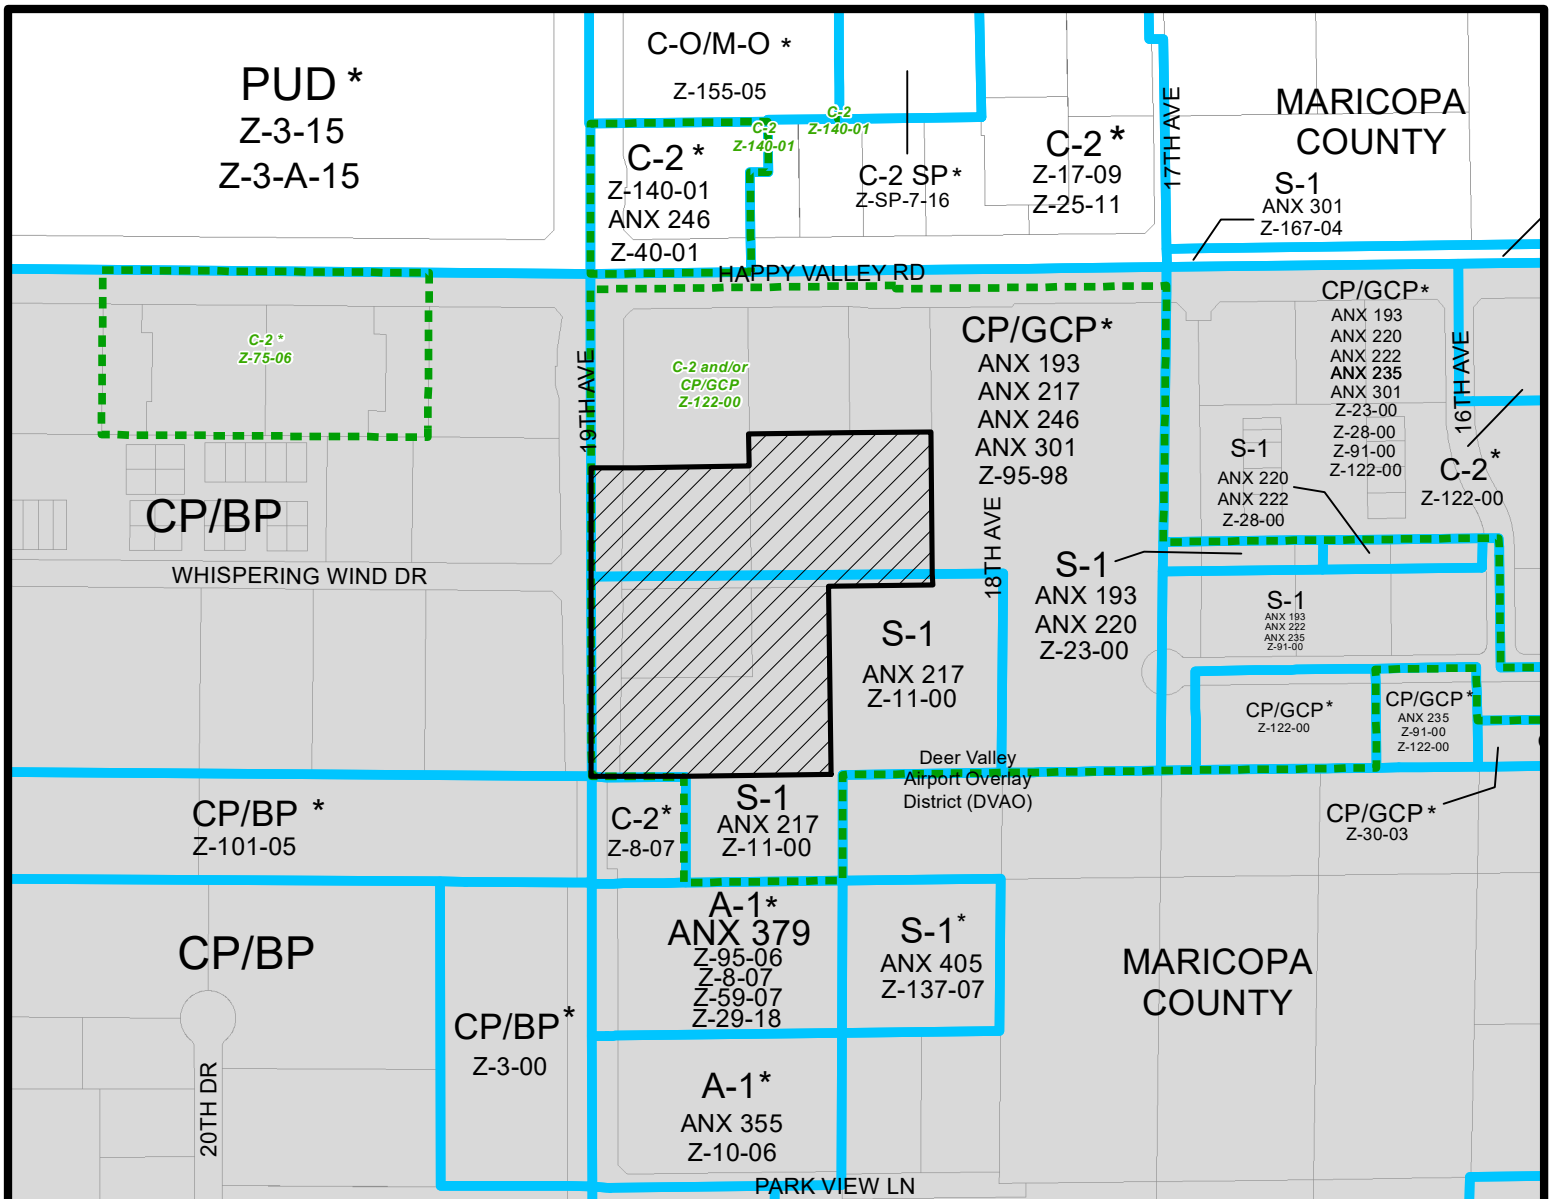 PUD *
Z-3-15
Z-3-A-15
C-O/M-O *
Z-155-05
C-2
Z-140-01
C-2
Z-140-01
C-2 *
Z-140-01
ANX 246
Z-40-01
C-2 SP *
Z-SP-7-16
C-2 *
Z-17-09
Z-25-11
17TH AVE
MARICOPA
COUNTY
S-1
ANX 301
Z-167-04
HAPPY VALLEY RD
C-2 *
Z-75-06
19TH AVE
C-2 and/or
CP/GCP
Z-122-00
CP/GCP*
ANX 193
ANX 217
ANX 246
ANX 301
Z-95-98
CP/GCP*
ANX 193
ANX 220
ANX 222
ANX 235
ANX 301
Z-23-00
Z-28-00
Z-91-00
Z-122-00
16TH AVE
C-2*
Z-122-00
S-1
ANX 220
ANX 222
Z-28-00
CP/BP
WHISPERING WIND DR
18TH AVE
S-1
ANX 193
ANX 220
Z-23-00
S-1
ANX 193
ANX 222
ANX 235
Z-91-00
S-1
ANX 217
Z-11-00
CP/GCP*
Z-122-00
CP/GCP*
ANX 235
Z-91-00
Z-122-00
Deer Valley
Airport Overlay
District (DVAO)
CP/GCP*
Z-30-03
CP/BP *
Z-101-05
C-2*
Z-8-07
S-1
ANX 217
Z-11-00
A-1*
ANX 379
Z-95-06
Z-8-07
Z-59-07
Z-29-18
S-1*
ANX 405
Z-137-07
MARICOPA
COUNTY
CP/BP
CP/BP*
Z-3-00
20TH DR
A-1*
ANX 355
Z-10-06
PARK VIEW LN